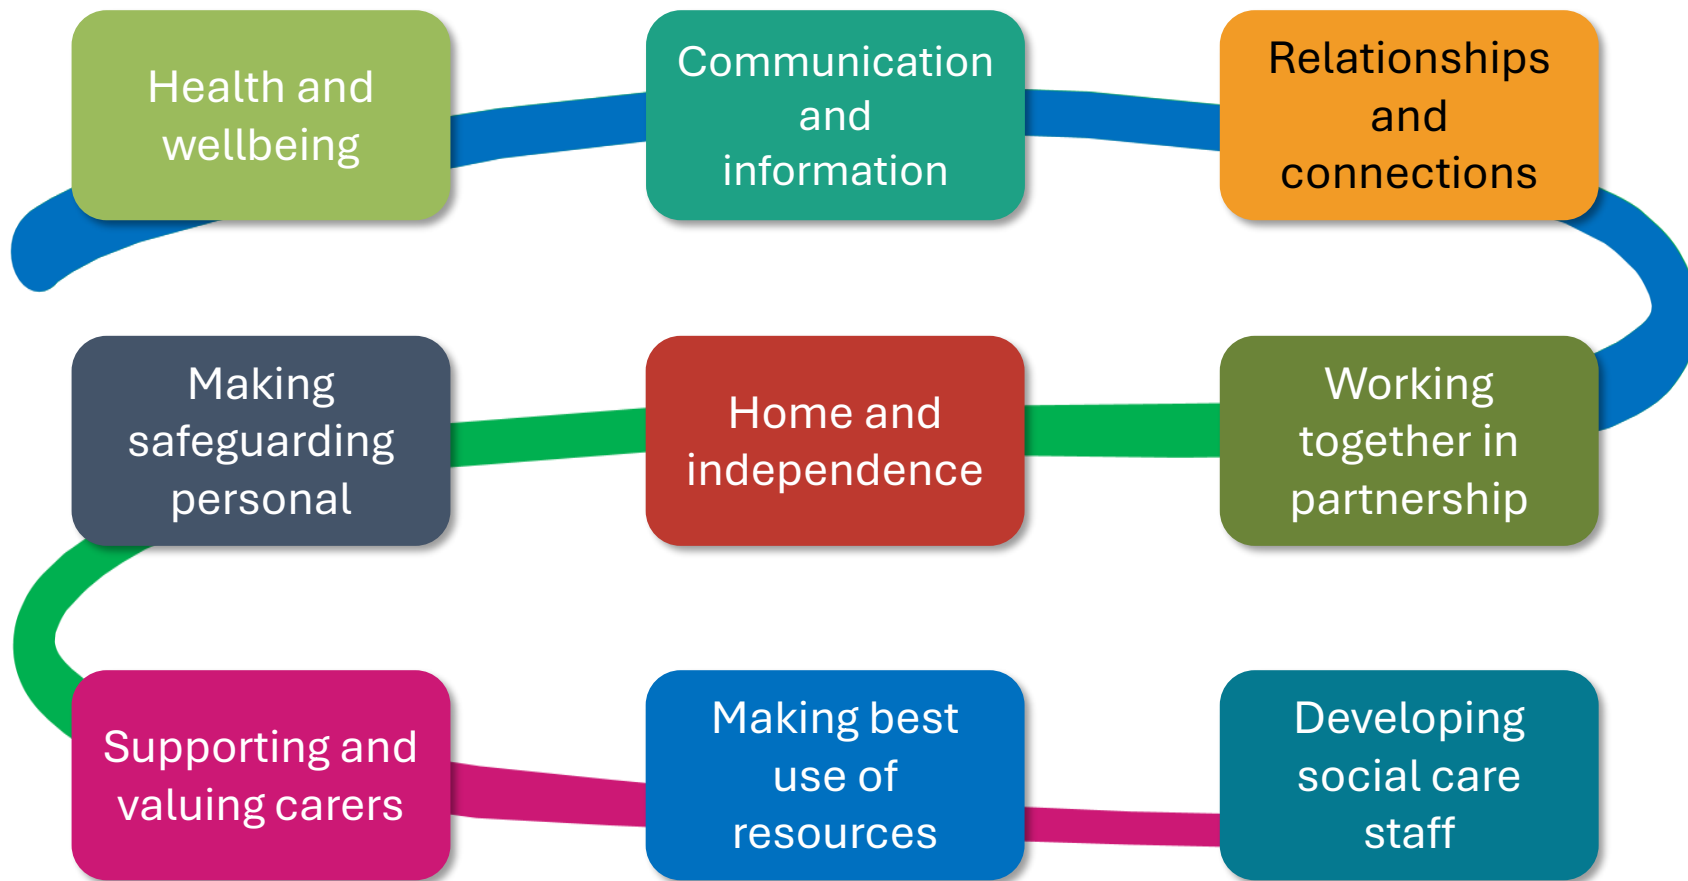 Health and
wellbeing
Communication
and
information
Relationships
and
connections
Making
safeguarding
personal
Home and
independence
Working
together in
partnership
Supporting and
valuing carers
Making best
use of
resources
Developing
social care
staff